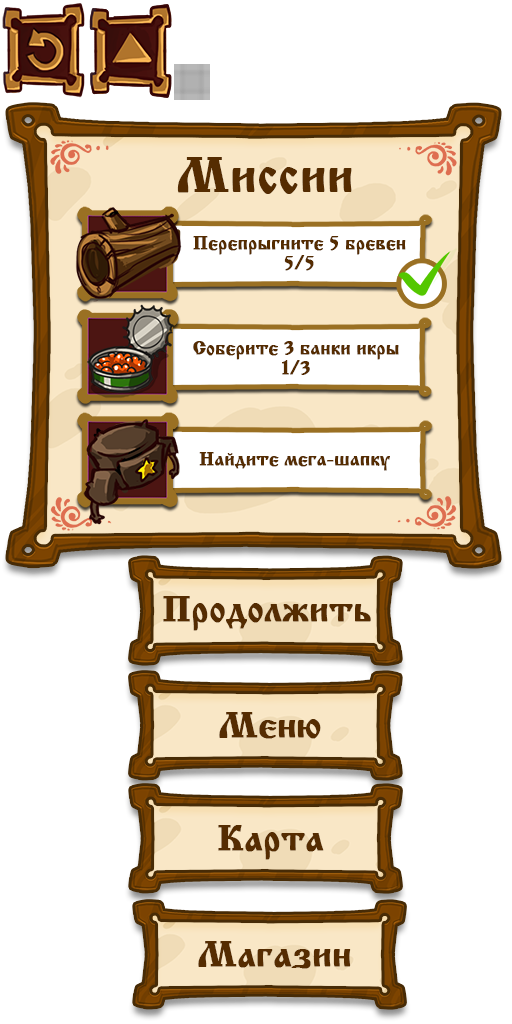 Миссии
Перепрыгните 5 бревен
5/5
Соберите 3 банки икры
1/3
Найдите мега-шапку
Продолжить
Меню
Карта
Магазин